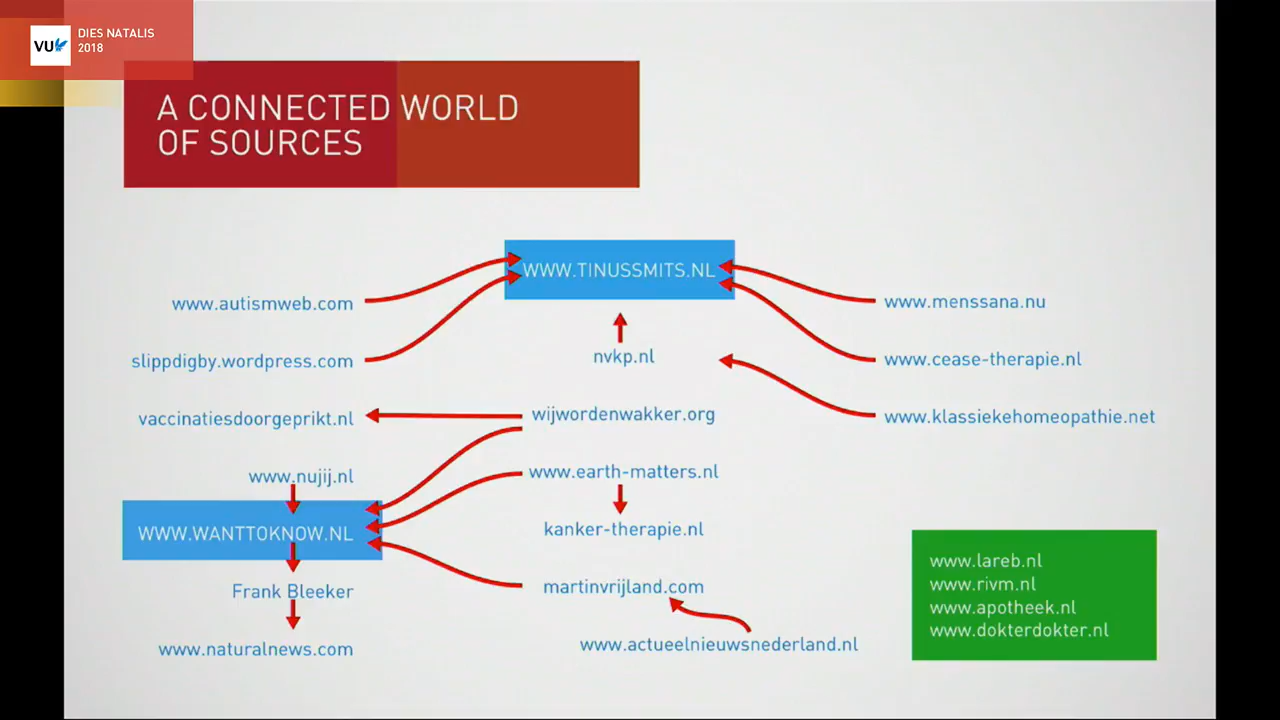 VU
DIES NATALIS
2018
A CONNECTED WORLD
OF SOURCES
WWW.TINUSSMITS.NL
www.autismweb.com
www.menssana.nu
slippdigby.wordpress.com
nvkp.nl
www.cease-therapie.nl
vaccinatiesdoorgeprikt.nl
wijwordenwakker.org
www.klassiekehomeopathie.net
www.nujij.nl
www.earth-matters.nl
WWW.WANTTOKNOW.NL
kanker-therapie.nl
Frank Bleeker
martinvrijland.com
www.naturalnews.com
www.actueelnieuwsnederland.nl
www.lareb.nl
www.rivm.nl
www.apotheek.nl
www.dokterdokter.nl